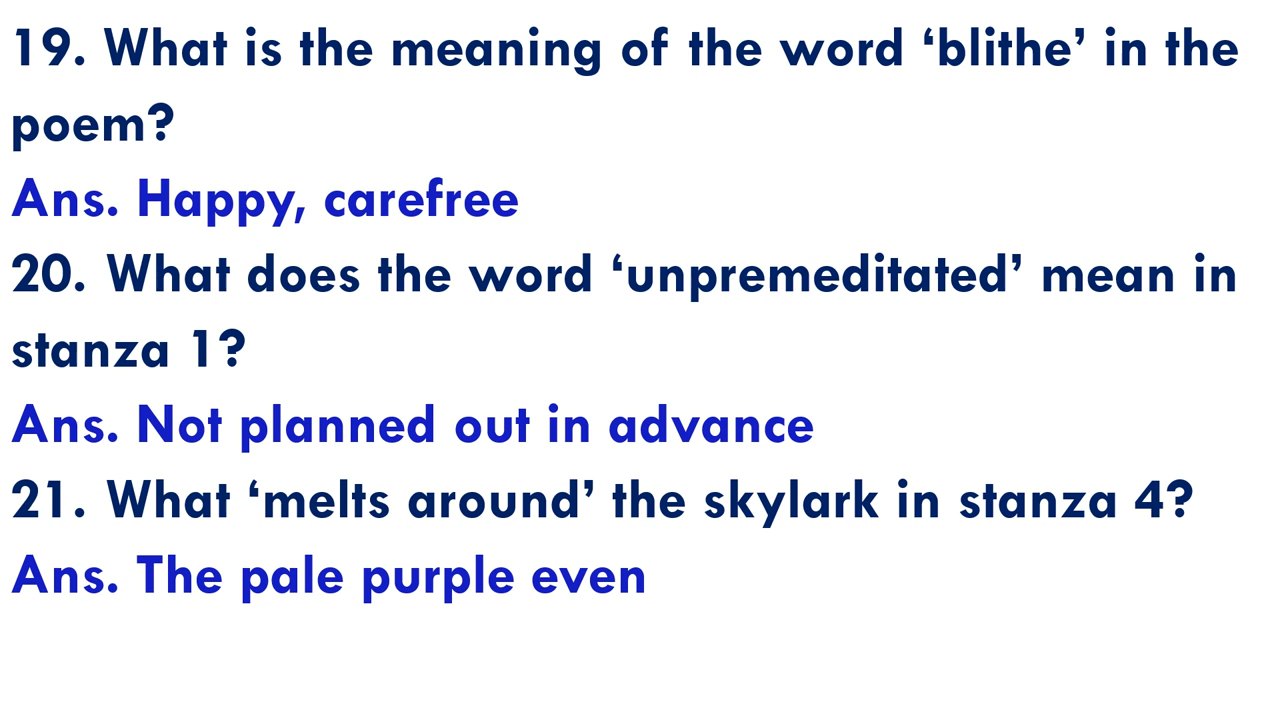 19. What is the meaning of the word ‘blithe’ in the
poem?
Ans. Happy, carefree
20. What does the word ‘unpremeditated’ mean in
stanza 1?
Ans. Not planned out in advance
21. What ‘melts around’ the skylark in stanza 4?
Ans. The pale purple even